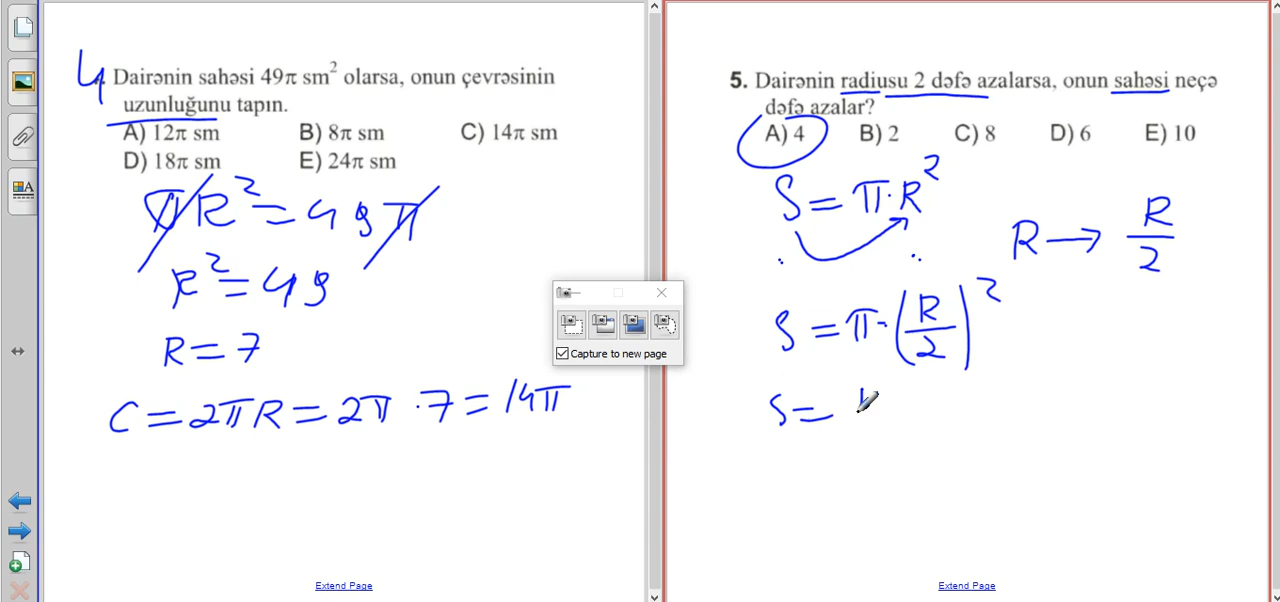 4. Dairənin sahəsi 49π sm² olarsa, onun çevrəsinin
uzunluğunu tapın.
A) 12π sm B) 8π sm C) 14π sm
D) 18π sm E) 24π sm
πR² = 49π
R² = 49
R = 7
C = 2πR = 2π · 7 = 14π
Extend Page
Capture to new page
5. Dairənin radiusu 2 dəfə azalarsa, onun sahəsi neçə
dəfə azalar?
A) 4 B) 2 C) 8 D) 6 E) 10
S = π · R²
R → R/2
S = π · (R/2)²
S =
Extend Page